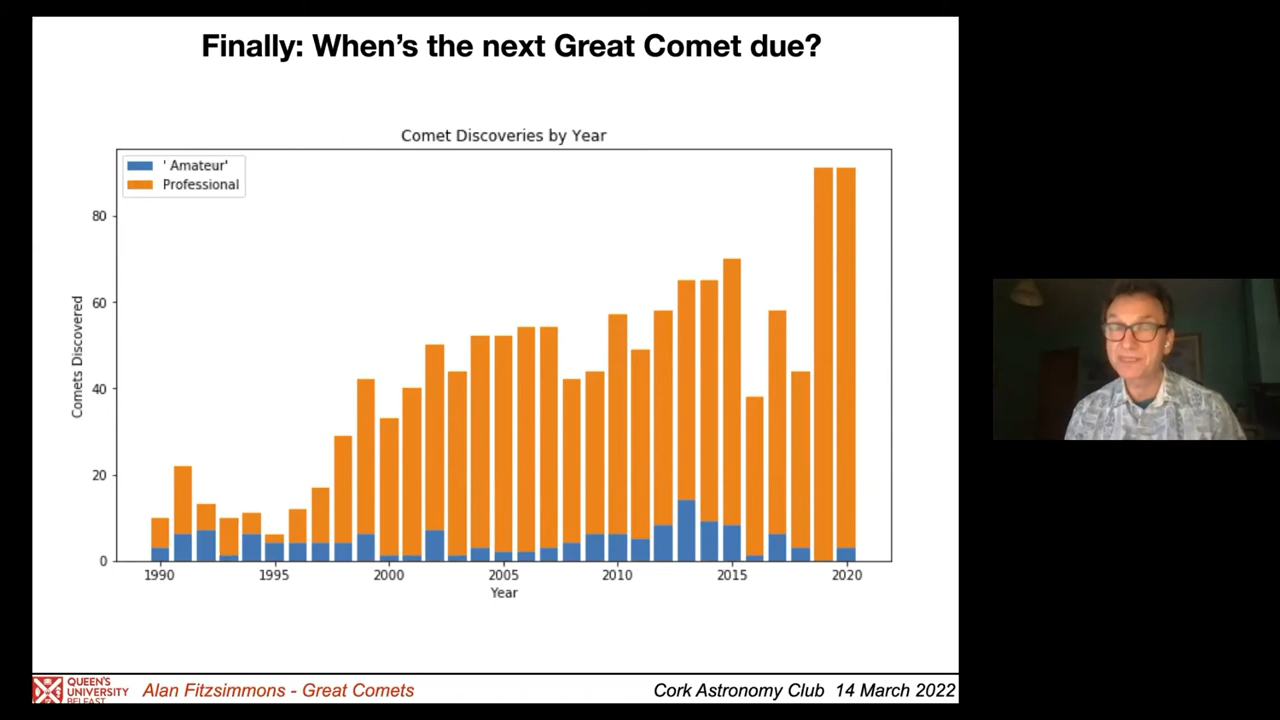 Finally: When's the next Great Comet due?
Comet Discoveries by Year
' Amateur'
Professional
Comets Discovered
80
60
40
20
0
1990
1995
2000
2005
2010
2015
2020
Year
QUEEN'S
UNIVERSITY
BELFAST
Alan Fitzsimmons - Great Comets
Cork Astronomy Club 14 March 2022